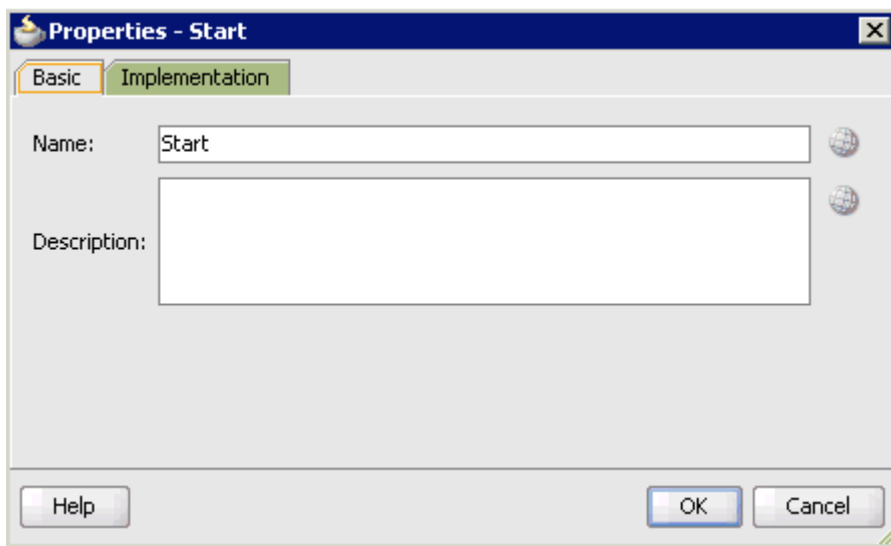 Properties - Start
Basic Implementation
Name: Start
Description:
Help OK Cancel